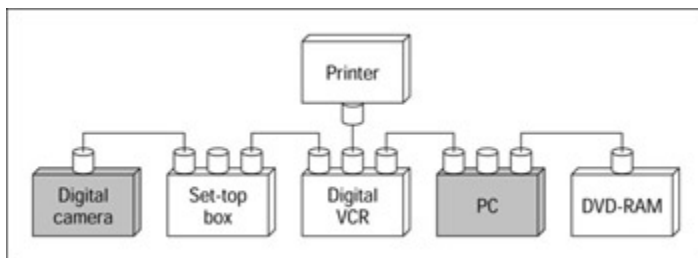 Printer
Digital
camera
Set-top
box
Digital
VCR
PC
DVD-RAM